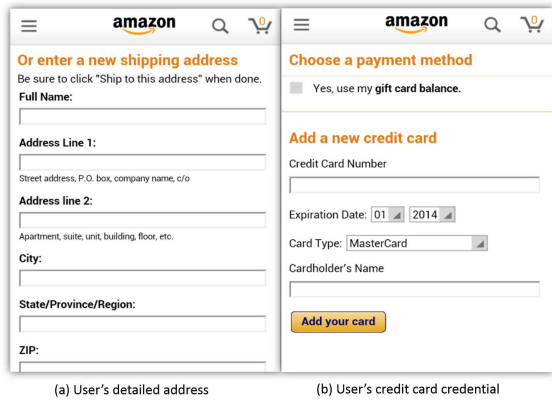 amazon
0
Or enter a new shipping address
Be sure to click "Ship to this address" when done.
Full Name:
Address Line 1:
Street address, P.O. box, company name, c/o
Address line 2:
Apartment, suite, unit, building, floor, etc.
City:
State/Province/Region:
ZIP:
(a) User's detailed address
amazon
0
Choose a payment method
Yes, use my gift card balance.
Add a new credit card
Credit Card Number
Expiration Date: 01 2014
Card Type: MasterCard
Cardholder's Name
Add your card
(b) User's credit card credential